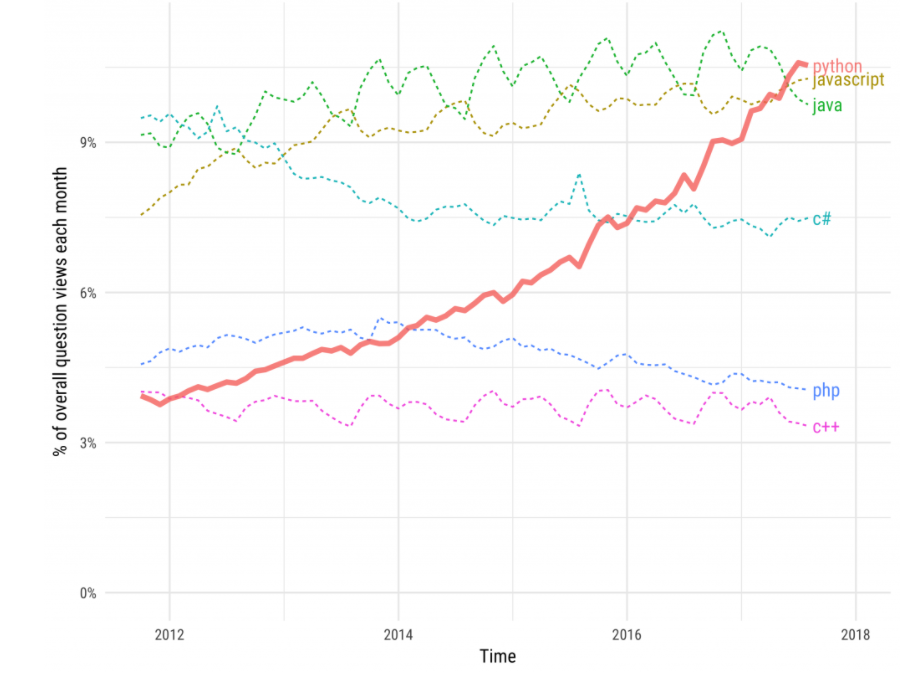 % of overall question views each month
9%
6%
3%
0%
python
javascript
java
c#
php
c++
2012
2014
2016
2018
Time